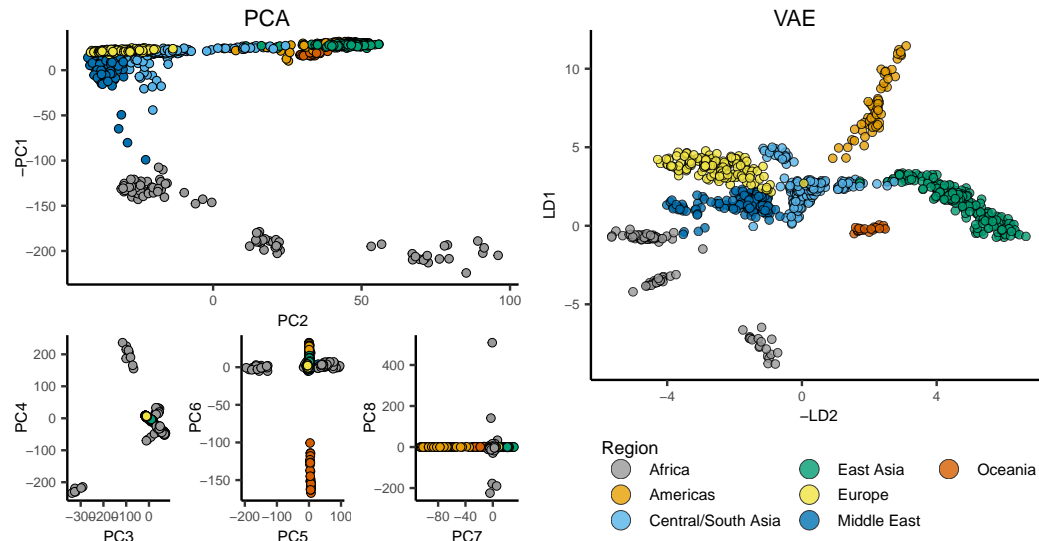 PCA
0
−50
−100
−150
−200
−PC1
0
50
100
PC2
VAE
10
5
0
−5
LD1
−4
0
4
−LD2
200
100
0
−100
−200
PC4
−300
−200
−100
0
PC3
0
−50
−100
−150
PC6
−200
−100
0
100
PC5
400
200
0
−200
PC8
−80
−40
0
PC7
Region
Africa
East Asia
Oceania
Americas
Europe
Central/South Asia
Middle East